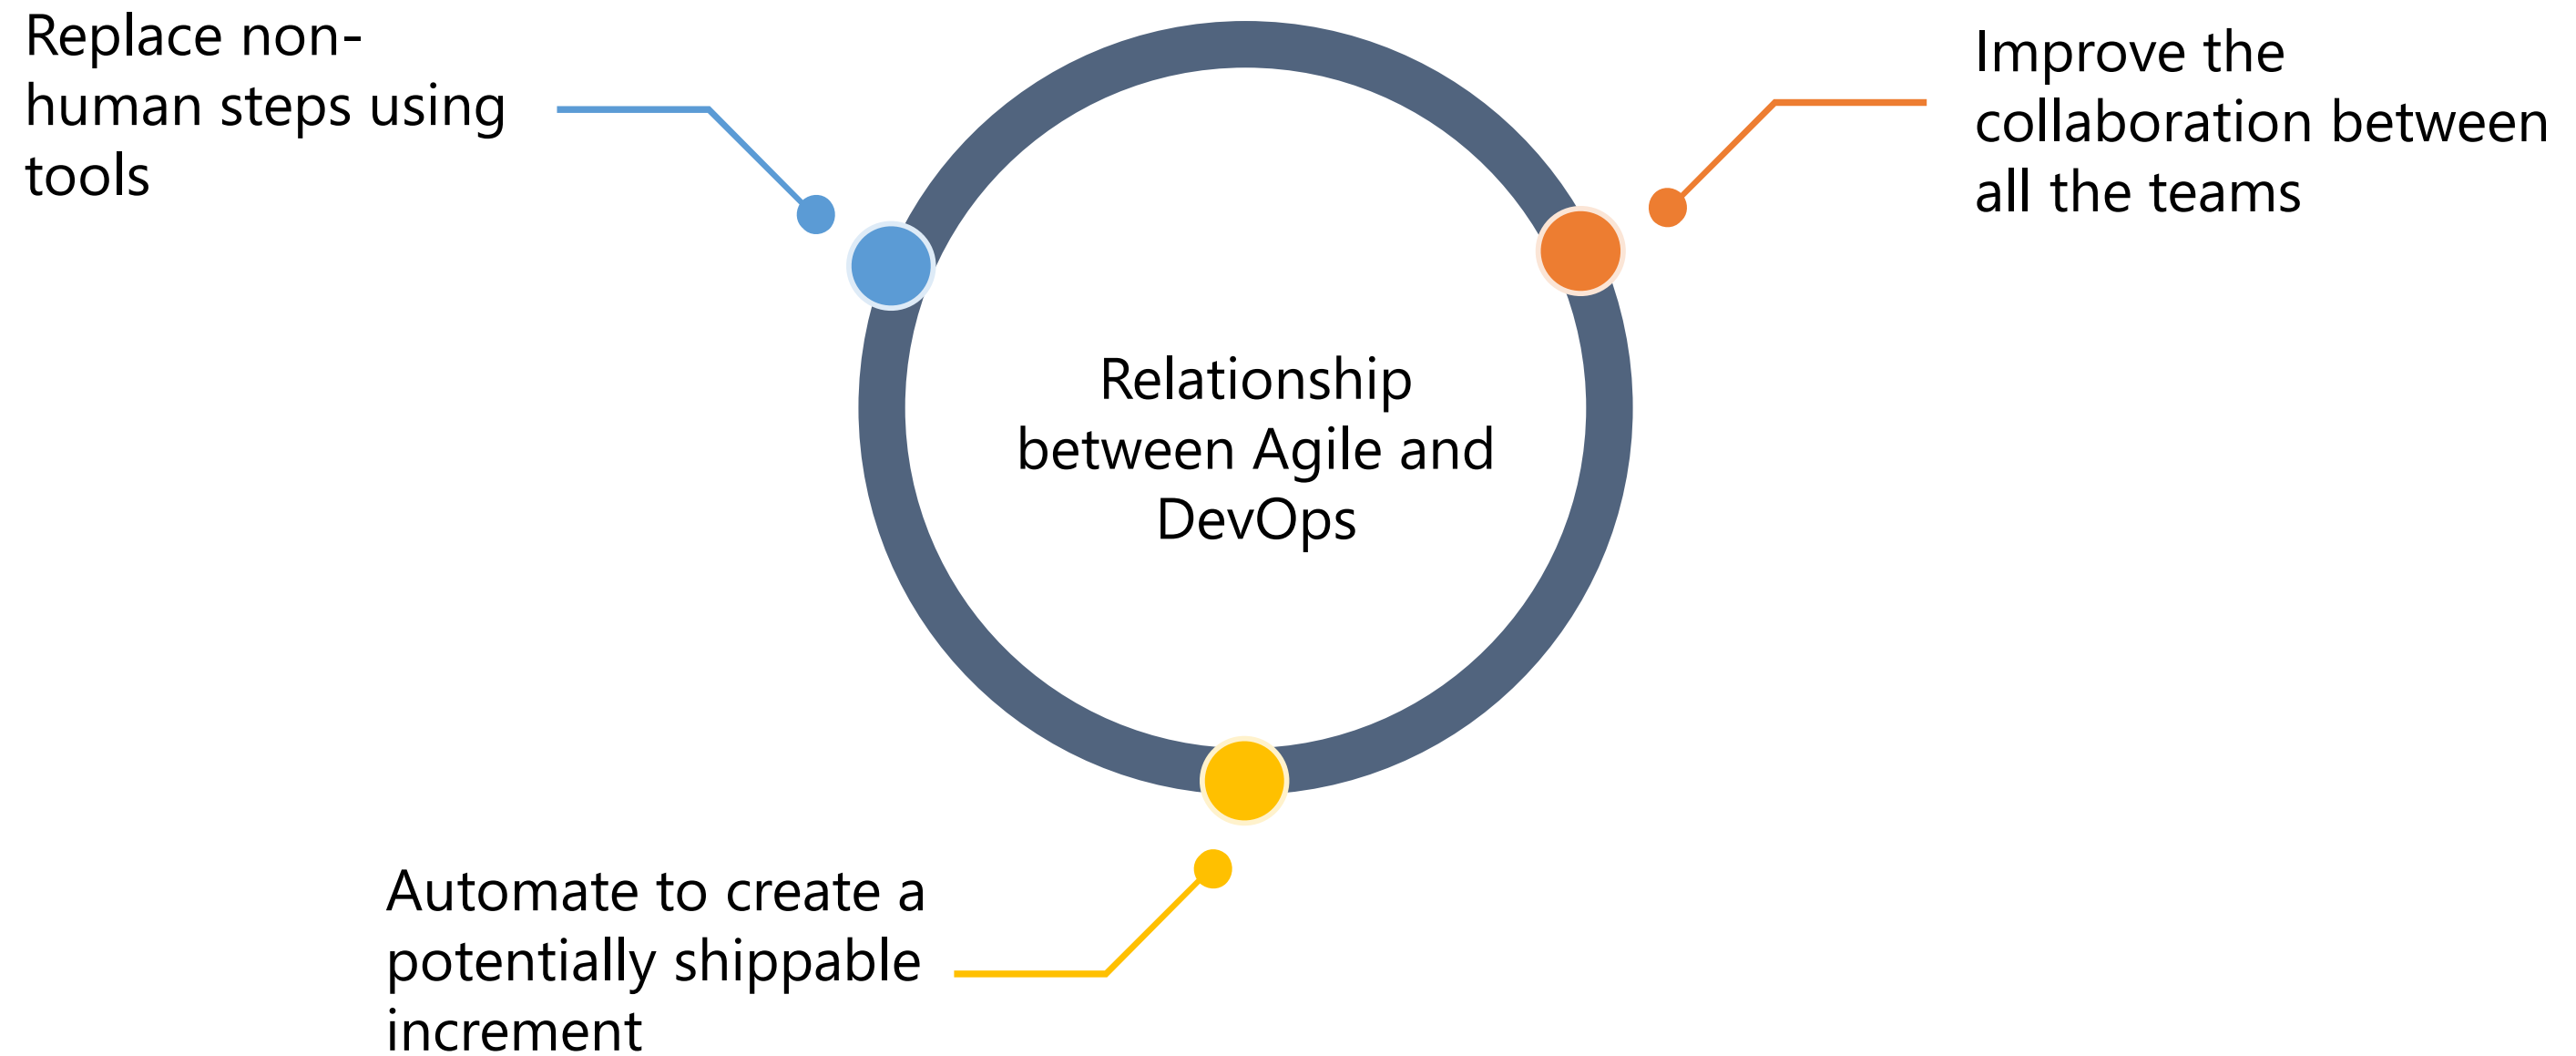 Replace non-
human steps using
tools
Improve the
collaboration between
all the teams
Relationship
between Agile and
DevOps
Automate to create a
potentially shippable
increment